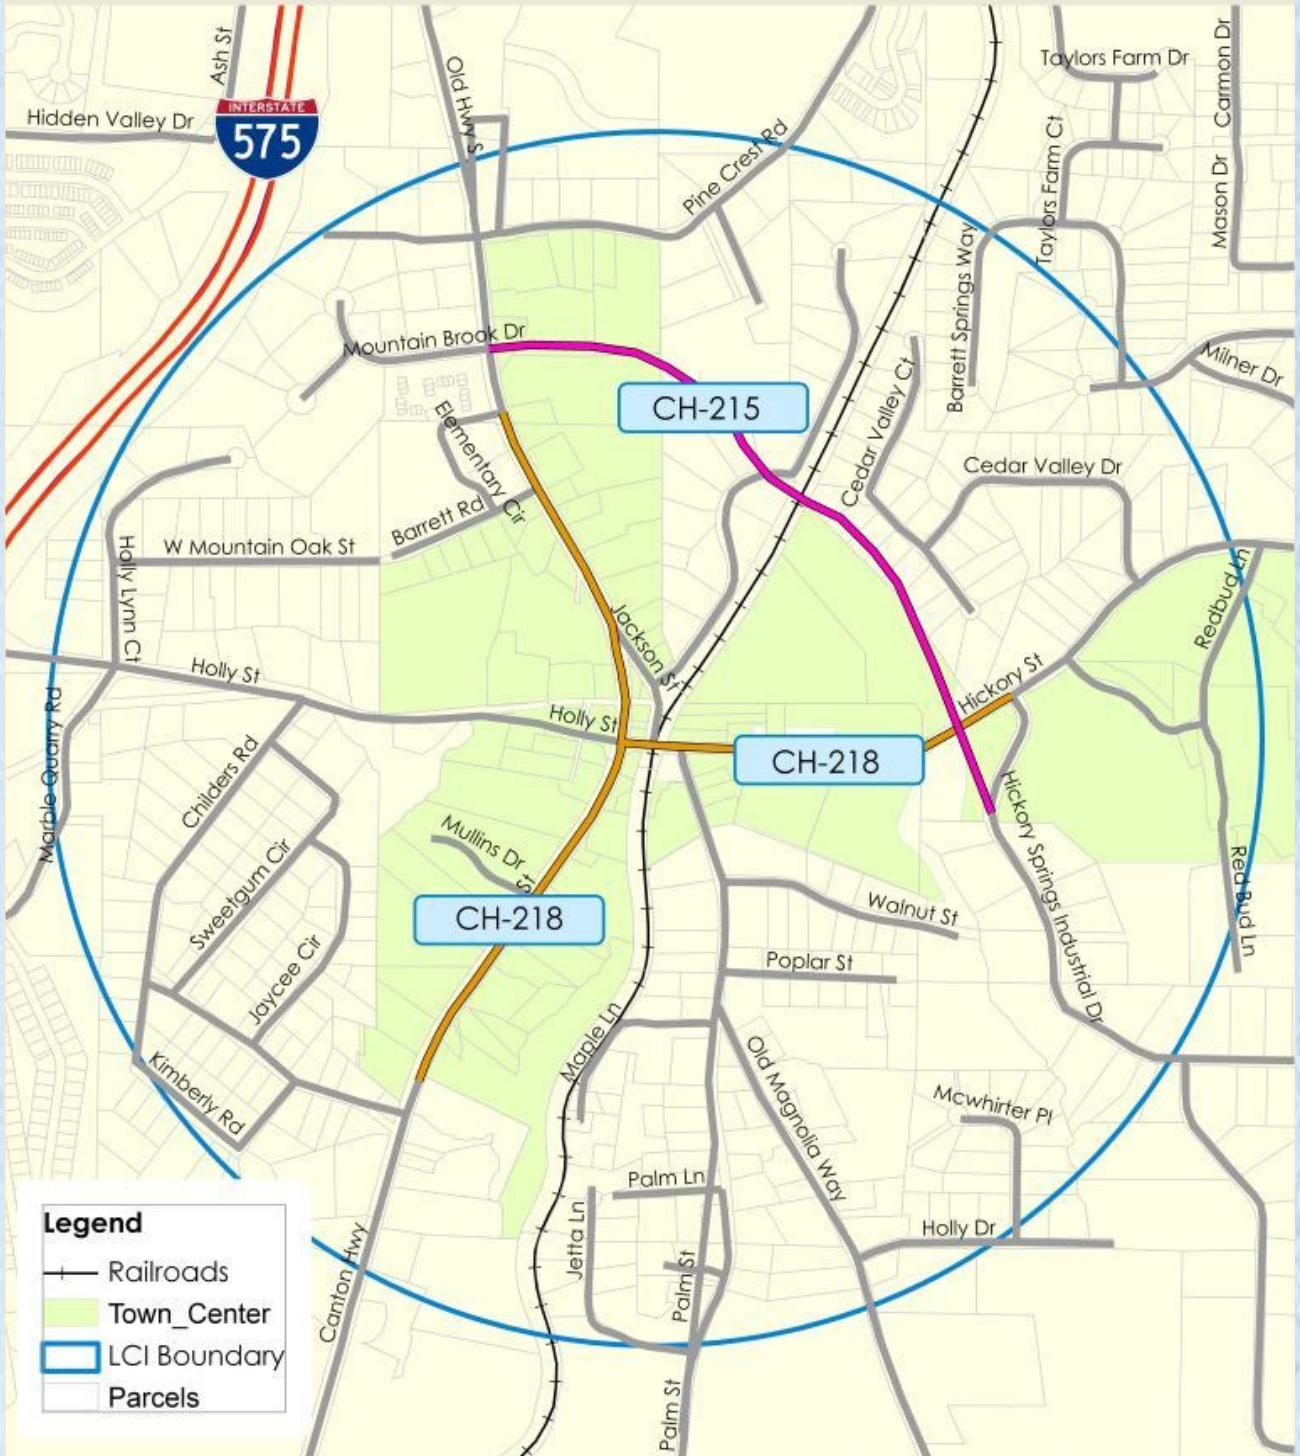 Ash St
Old Hwy 5
Taylors Farm Dr
Carmon Dr
Hidden Valley Dr
INTERSTATE
575
Pine Crest Rd
Taylors Farm Ct
Mason Dr
Barrett Springs Way
Mountain Brook Dr
Milner Dr
CH-215
Cedar Valley Ct
Elementary Cir
Cedar Valley Dr
Barrett Rd
W Mountain Oak St
Holly Lynn Ct
Redbud Ln
Jackson St
Holly St
Hickory St
Marble Quarry Rd
Holly St
CH-218
Childers Rd
Hickory Springs Industrial Dr
Mullins Dr
Sweetgum Cir
St
Red Bud Ln
CH-218
Walnut St
Jaycee Cir
Poplar St
Maple Ln
Old Magnolia Way
Kimberly Rd
Mcwhirter Pl
Palm Ln
Jetta Ln
Holly Dr
Canton Hwy
Palm St
Palm St
Legend
Railroads
Town_Center
LCI Boundary
Parcels